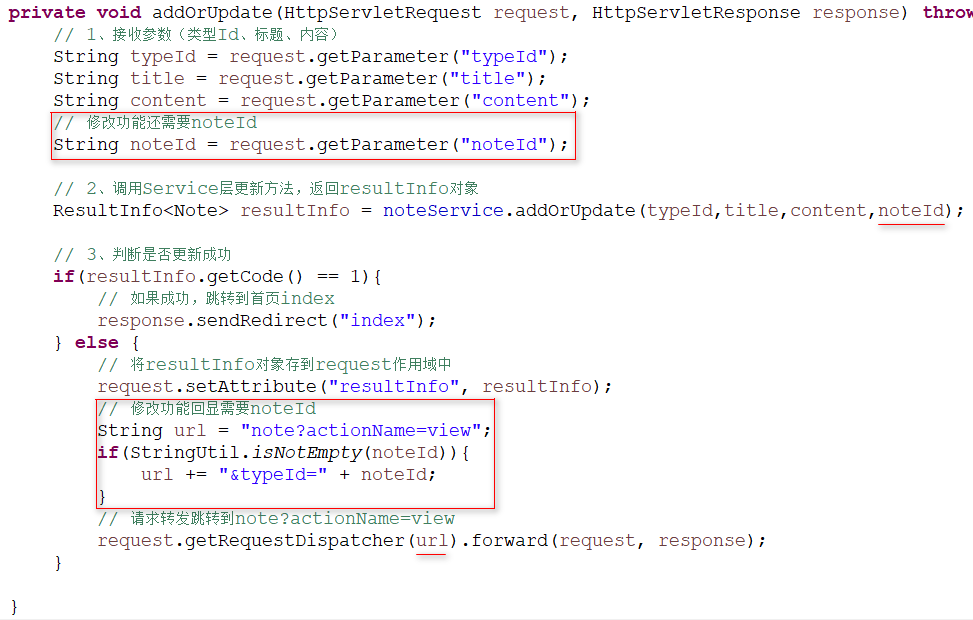 private void addOrUpdate(HttpServletRequest request, HttpServletResponse response) throw
// 1、接收参数（类型Id、标题、内容）
String typeId = request.getParameter("typeId");
String title = request.getParameter("title");
String content = request.getParameter("content");
// 修改功能还需要noteId
String noteId = request.getParameter("noteId");
// 2、调用Service层更新方法，返回resultInfo对象
ResultInfo<Note> resultInfo = noteService.addOrUpdate(typeId,title,content,noteId);
// 3、判断是否更新成功
if(resultInfo.getCode() == 1){
// 如果成功，跳转到首页index
response.sendRedirect("index");
} else {
// 将resultInfo对象存到request作用域中
request.setAttribute("resultInfo", resultInfo);
// 修改功能回显需要noteId
String url = "note?actionName=view";
if(StringUtil.isNotEmpty(noteId)){
url += "&typeId=" + noteId;
}
// 请求转发跳转到note?actionName=view
request.getRequestDispatcher(url).forward(request, response);
}
}